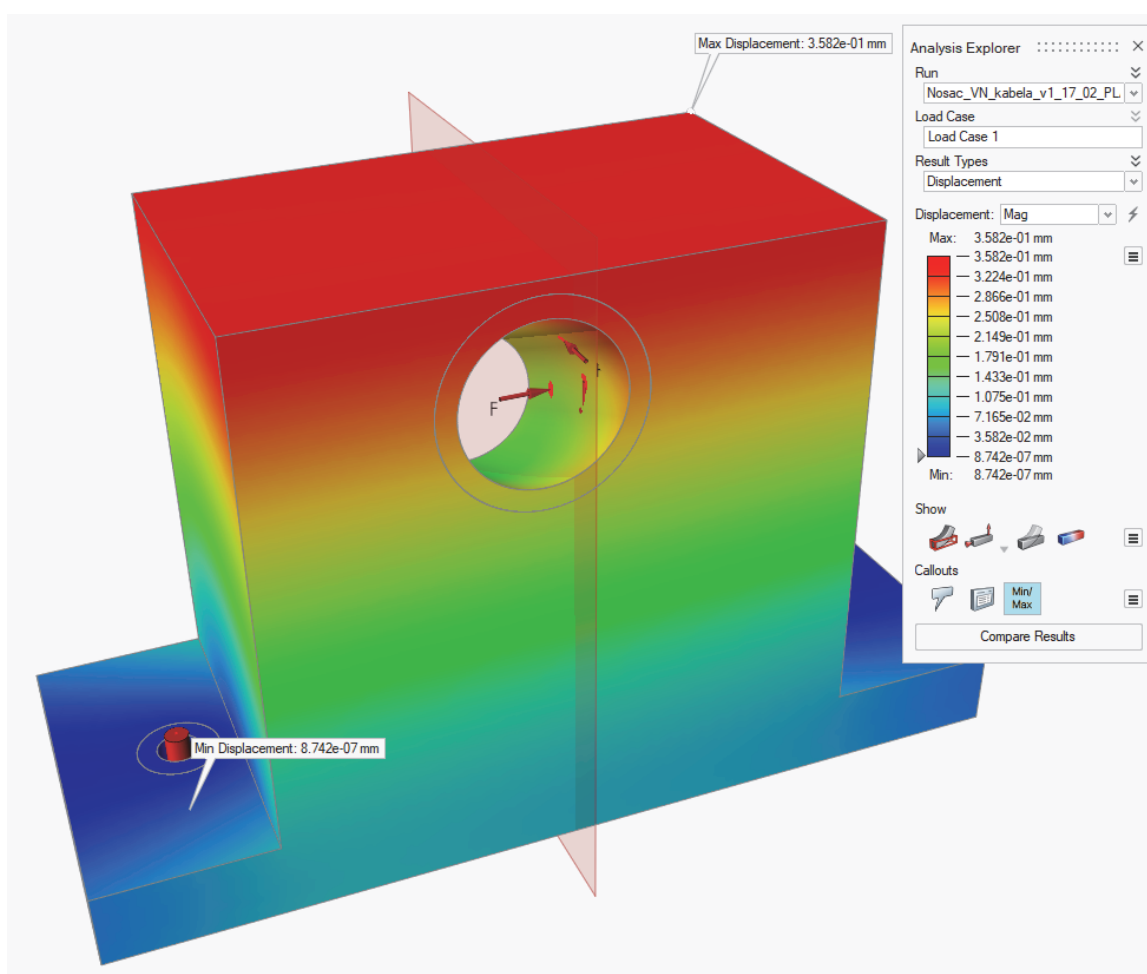 Max Displacement: 3.582e-01 mm
F
Min Displacement: 8.742e-07 mm
Analysis Explorer
Run
Nosac_VN_kabela_v1_17_02_PL.
Load Case
Load Case 1
Result Types
Displacement
Displacement: Mag
Max: 3.582e-01 mm
3.582e-01 mm
3.224e-01 mm
2.866e-01 mm
2.508e-01 mm
2.149e-01 mm
1.791e-01 mm
1.433e-01 mm
1.075e-01 mm
7.165e-02 mm
3.582e-02 mm
8.742e-07 mm
Min: 8.742e-07 mm
Show
Callouts
Min/
Max
Compare Results